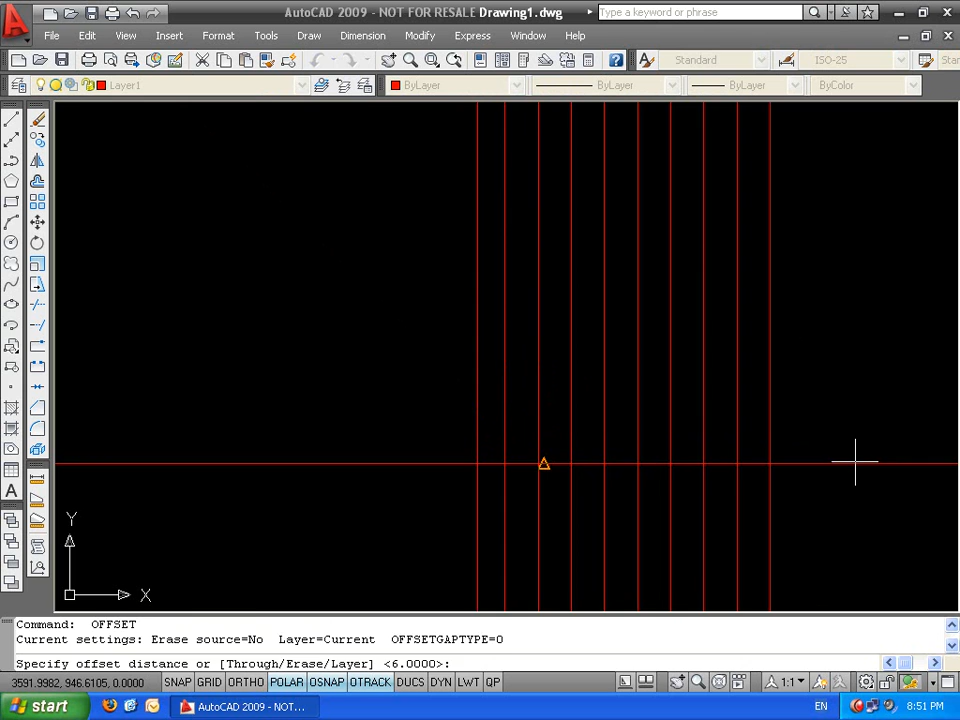 AutoCAD 2009 - NOT FOR RESALE Drawing1.dwg
Type a keyword or phrase
File Edit View Insert Format Tools Draw Dimension Modify Express Window Help
Standard ISO-25 Stan
Layer1 ByLayer ByLayer ByLayer ByColor
A
Y
X
Command: OFFSET
Current settings: Erase source=No Layer=Current OFFSETGAPTYPE=0
Specify offset distance or [Through/Erase/Layer] <6.0000>:
3591.9982, 946.6105, 0.0000 SNAP GRID ORTHO POLAR OSNAP OTRACK DUCS DYN LWT QP 1:1
start AutoCAD 2009 - NOT... EN 8:51 PM